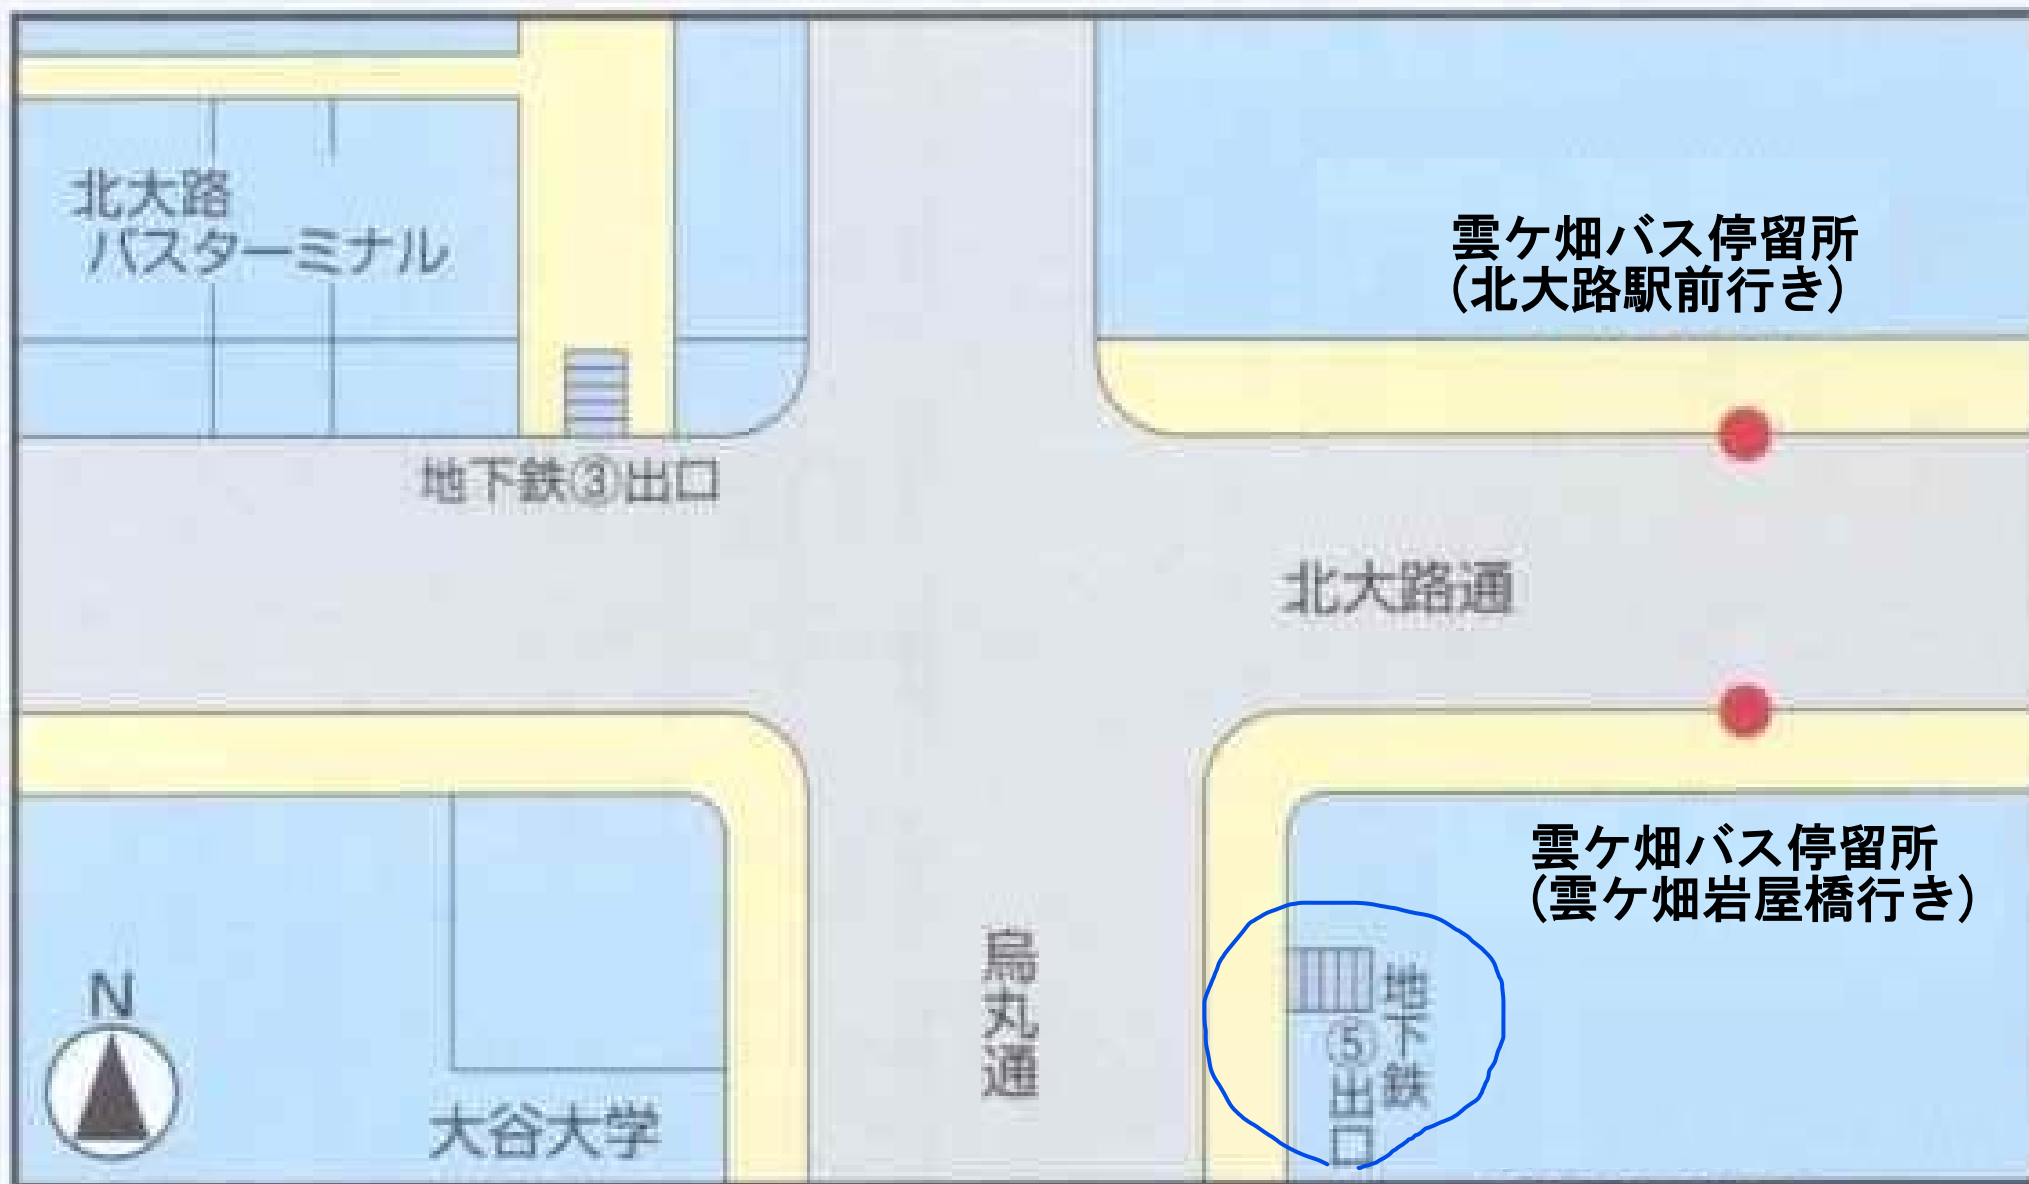 北大路
バスターミナル
雲ケ畑バス停留所
(北大路駅前行き)
地下鉄③出口
北大路通
雲ケ畑バス停留所
(雲ケ畑岩屋橋行き)
烏丸通
地下鉄
⑤出口
N
大谷大学